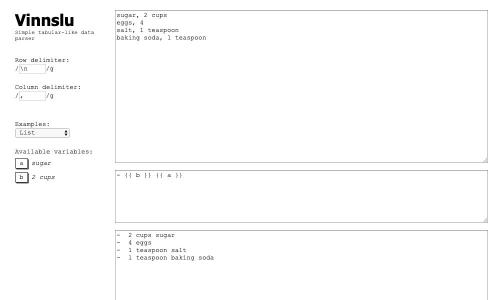 Vinnslu
Simple tabular-like data
parser
Row delimiter:
/\n/g
Column delimiter:
/,/g
Examples:
List
Available variables:
a sugar
b 2 cups
sugar, 2 cups
eggs, 4
salt, 1 teaspoon
baking soda, 1 teaspoon
- {{ b }} {{ a }}
-  2 cups sugar
-  4 eggs
-  1 teaspoon salt
-  1 teaspoon baking soda